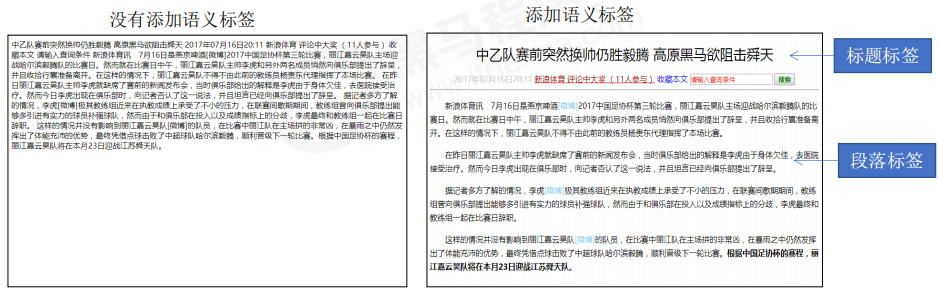 没有添加语义标签
中乙队赛前突然换帅仍胜毅腾 高原黑马欲阻击舜天 2017年07月16日20:11 新浪体育 评论中大奖（11人参与）收
藏本文 请输入查询条件 新浪体育讯 7月16日是燕京啤酒[微博]2017中国足协杯第三轮比赛，丽江嘉云昊队主场迎
战哈尔滨毅腾队的比赛日。然而就在比赛日中午，丽江嘉云昊队主帅李虎和另外两名成员悄然向俱乐部提出了辞呈，
并且收拾行囊准备离开。在这样的情况下，丽江嘉云昊队不得不由此前的教练员杨贵东代理指挥了本场比赛。 在昨
日丽江嘉云昊队主帅李虎就缺席了赛前的新闻发布会，当时俱乐部给出的解释是李虎由于身体欠佳，去医院接受治
疗。然而今日李虎出现在俱乐部时，向记者否认了这一说法，并且坦言已经向俱乐部提出了辞呈。 据记者多方了解
的情况，李虎[微博]极其教练组近来在执教成绩上承受了不小的压力，在联赛间歇期期间，教练组曾向俱乐部提出能
够多引进有实力的球员补强球队，然而由于和俱乐部在投入以及成绩指标上的分歧，李虎最终和教练组一起在比赛日
辞职。 这样的情况并没有影响到丽江嘉云昊队[微博]的队员，在比赛中丽江队在主场拼的非常凶，在暴雨之中仍然发
挥出了体能充沛的优势，最终凭借点球击败了中超球队哈尔滨毅腾，顺利晋级下一轮比赛。根据中国足协杯的赛程，
丽江嘉云昊队将在本月23日迎战江苏舜天队。
添加语义标签
中乙队赛前突然换帅仍胜毅腾 高原黑马欲阻击舜天
2017年07月16日20:11 新浪体育 评论中大奖（11人参与） 收藏本文 请输入查询条件 搜索
新浪体育讯 7月16日是燕京啤酒[微博]2017中国足协杯第三轮比赛，丽江嘉云昊队主场迎战哈尔滨毅腾队的比
赛日。然而就在比赛日中午，丽江嘉云昊队主帅李虎和另外两名成员悄然向俱乐部提出了辞呈，并且收拾行囊准备离
开。在这样的情况下，丽江嘉云昊队不得不由此前的教练员杨贵东代理指挥了本场比赛。
在昨日丽江嘉云昊队主帅李虎就缺席了赛前的新闻发布会，当时俱乐部给出的解释是李虎由于身体欠佳，去医院
接受治疗。然而今日李虎出现在俱乐部时，向记者否认了这一说法，并且坦言已经向俱乐部提出了辞呈。
据记者多方了解的情况，李虎[微博]极其教练组近来在执教成绩上承受了不小的压力，在联赛间歇期期间，教练
组曾向俱乐部提出能够多引进有实力的球员补强球队，然而由于和俱乐部在投入以及成绩指标上的分歧，李虎最终和
教练组一起在比赛日辞职。
这样的情况并没有影响到丽江嘉云昊队[微博]的队员，在比赛中丽江队在主场拼的非常凶，在暴雨之中仍然发挥
出了体能充沛的优势，最终凭借点球击败了中超球队哈尔滨毅腾，顺利晋级下一轮比赛。根据中国足协杯的赛程，丽
江嘉云昊队将在本月23日迎战江苏舜天队。
标题标签
段落标签